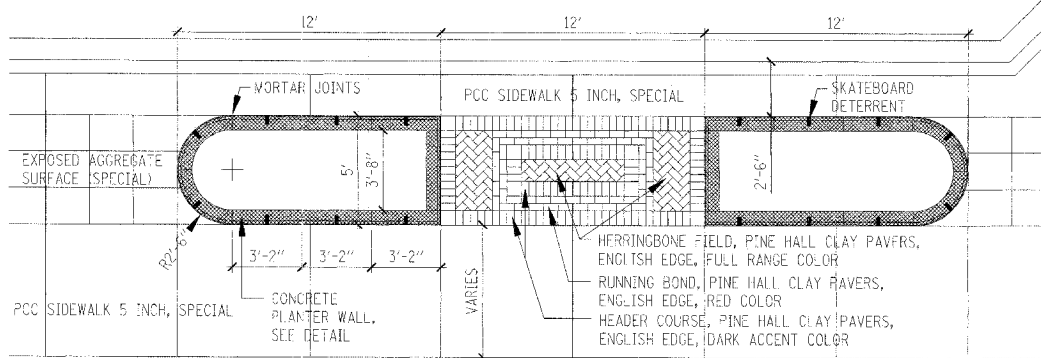 12'
12'
12'
MORTAR JOINTS
PCC SIDEWALK 5 INCH, SPECIAL
SKATEBOARD
DETERRENT
EXPOSED AGGREGATE
SURFACE (SPECIAL)
5'
3'-8"
2'-6"
R2'-6"
3'-2"
3'-2"
3'-2"
VARIES
HERRINGBONE FIELD, PINE HALL CLAY PAVERS,
ENGLISH EDGE, FULL RANGE COLOR
RUNNING BOND, PINE HALL CLAY PAVERS,
ENGLISH EDGE, RED COLOR
HEADER COURSE, PINE HALL CLAY PAVERS,
ENGLISH EDGE, DARK ACCENT COLOR
PCC SIDEWALK 5 INCH, SPECIAL
CONCRETE
PLANTER WALL,
SEE DETAIL